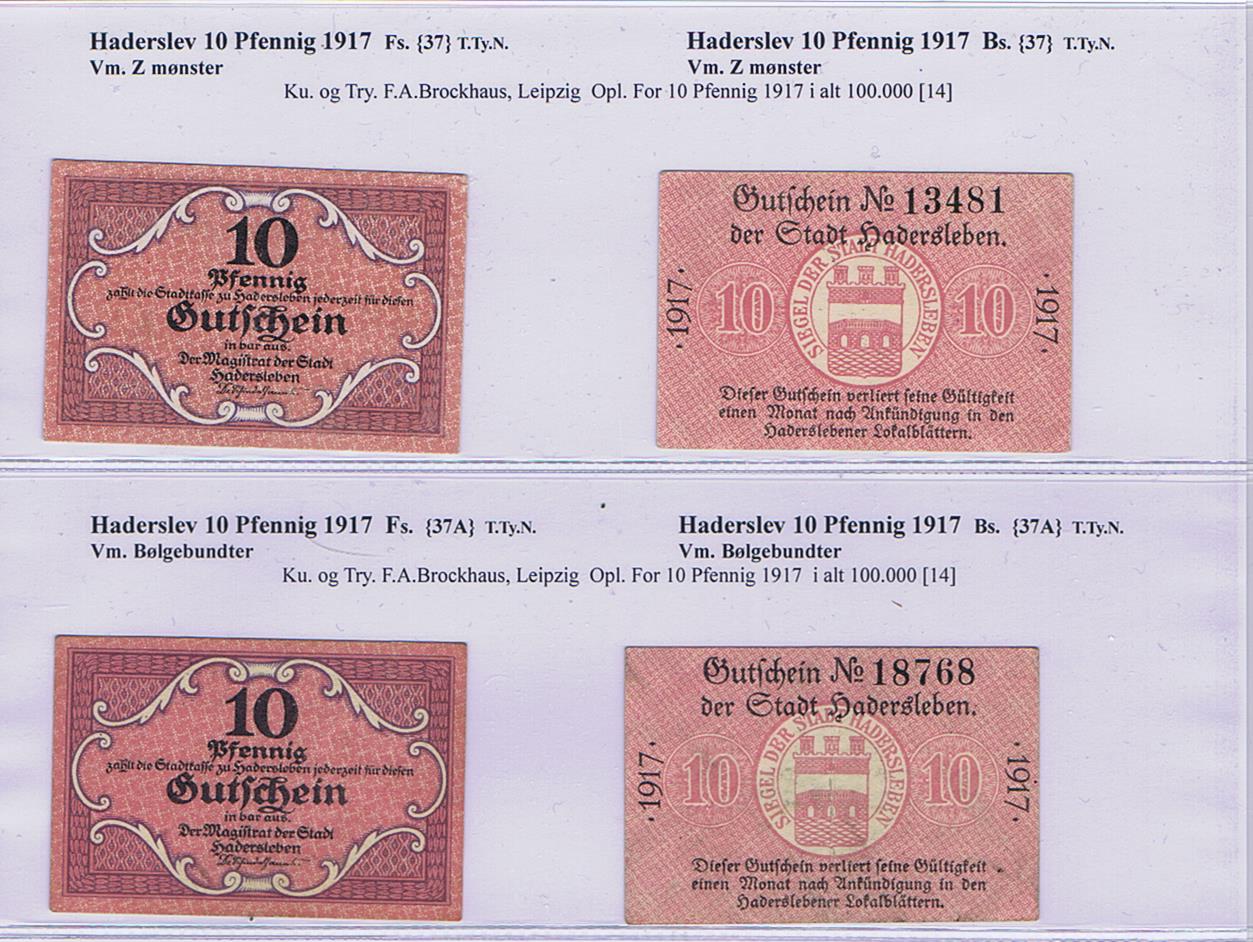 Haderslev 10 Pfennig 1917 Fs. {37} T.Ty.N.
Vm. Z mønster
Haderslev 10 Pfennig 1917 Bs. {37} T.Ty.N.
Vm. Z mønster
Ku. og Try. F.A.Brockhaus, Leipzig Opl. For 10 Pfennig 1917 i alt 100.000 [14]
10
Pfennig
zahlt die Stadtkasse zu Hadersleben jederzeit für diesen
Gutschein
in bar aus.
Der Magistrat der Stadt
Hadersleben
Gutschein № 13481
der Stadt Hadersleben.
SIEGEL DER STADT HADERSLEBEN
·1917·
10
10
·1917·
Dieser Gutschein verliert seine Gültigkeit
einen Monat nach Ankündigung in den
Haderslebener Lokalblättern.
Haderslev 10 Pfennig 1917 Fs. {37A} T.Ty.N.
Vm. Bølgebundter
Haderslev 10 Pfennig 1917 Bs. {37A} T.Ty.N.
Vm. Bølgebundter
Ku. og Try. F.A.Brockhaus, Leipzig Opl. For 10 Pfennig 1917 i alt 100.000 [14]
10
Pfennig
zahlt die Stadtkasse zu Hadersleben jederzeit für diesen
Gutschein
in bar aus.
Der Magistrat der Stadt
Hadersleben
Gutschein № 18768
der Stadt Hadersleben.
SIEGEL DER STADT HADERSLEBEN
·1917·
10
10
·1917·
Dieser Gutschein verliert seine Gültigkeit
einen Monat nach Ankündigung in den
Haderslebener Lokalblättern.